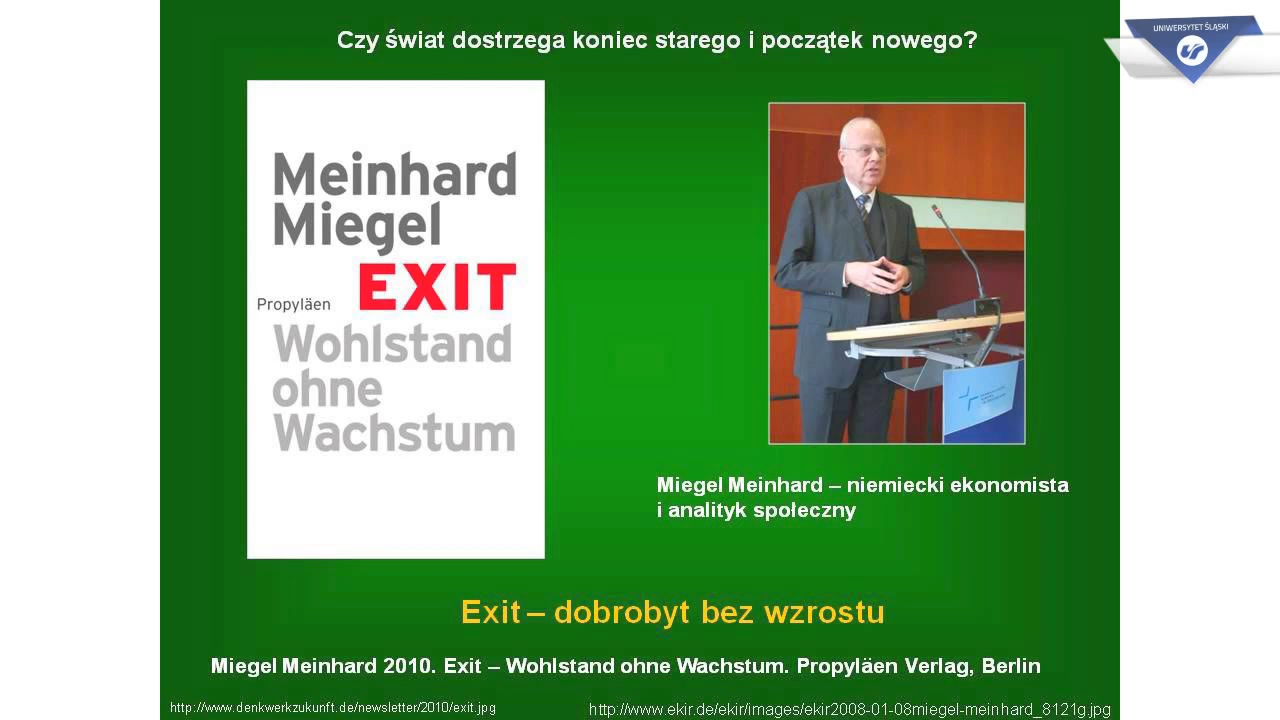 Czy świat dostrzega koniec starego i początek nowego?
UNIWERSYTET ŚLĄSKI
Meinhard
Miegel
EXIT
Propyläen
Wohlstand
ohne
Wachstum
Miegel Meinhard – niemiecki ekonomista
i analityk społeczny
Exit – dobrobyt bez wzrostu
Miegel Meinhard 2010. Exit – Wohlstand ohne Wachstum. Propyläen Verlag, Berlin
http://www.denkwerkzukunft.de/newsletter/2010/exit.jpg
http://www.ekir.de/ekir/images/ekir2008-01-08miegel-meinhard_8121g.jpg